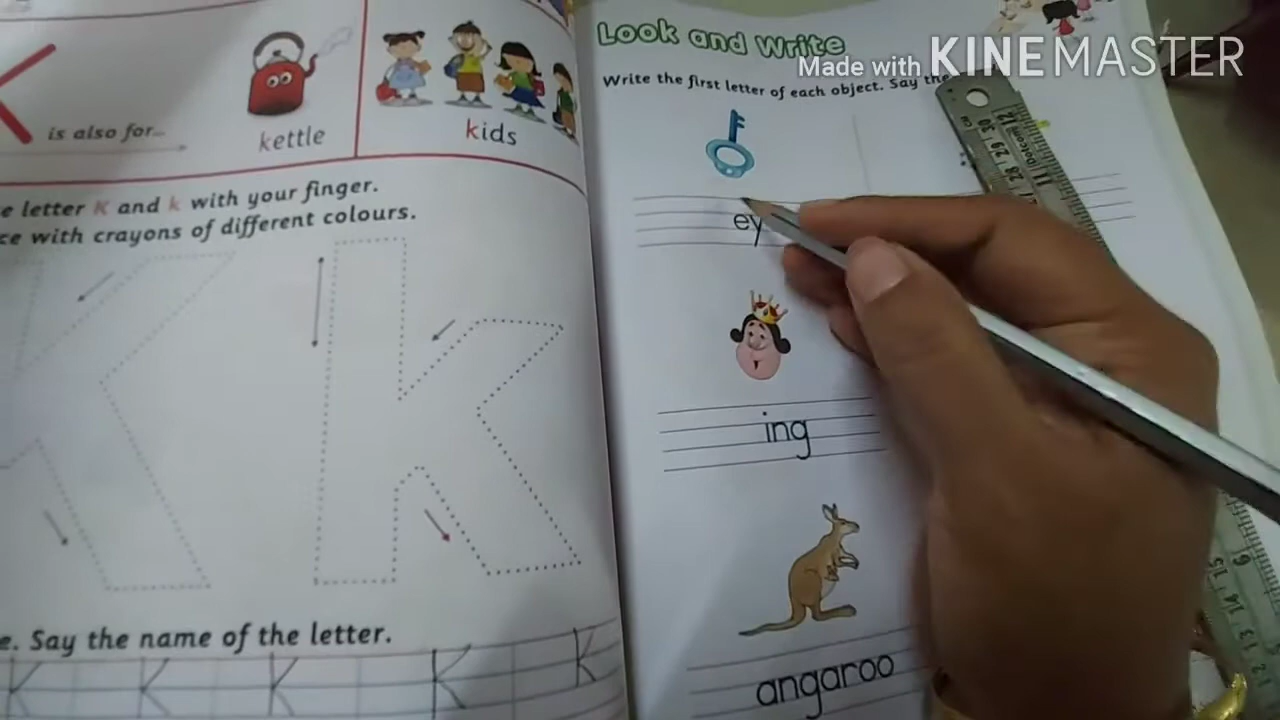 K
is also for...
kettle
kids
e letter K and k with your finger.
ce with crayons of different colours.
e. Say the name of the letter.
K K K K K
Look and Write
Write the first letter of each object. Say the
ey
ing
angaroo
Made with KINEMASTER